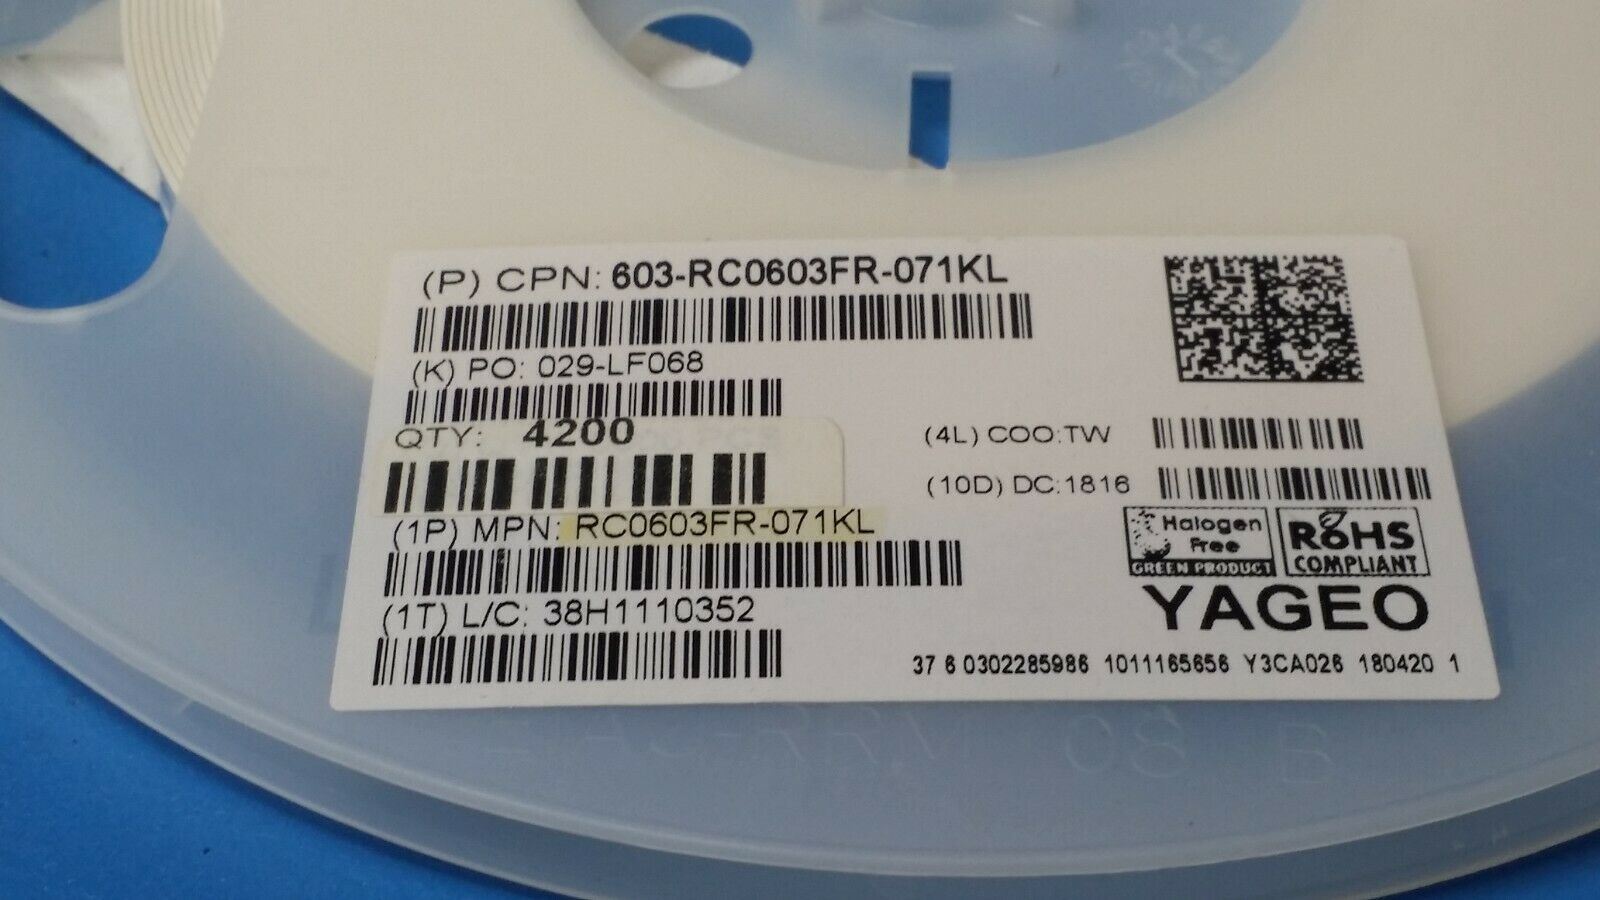 (P) CPN: 603-RC0603FR-071KL
(K) PO: 029-LF068
QTY: 4200
(4L) COO:TW
(10D) DC:1816
(1P) MPN: RC0603FR-071KL
Halogen
Free
GREEN PRODUCT
RoHS
COMPLIANT
YAGEO
(1T) L/C: 38H1110352
37 6 0302285986 1011165656 Y3CA026 180420 1
08 B